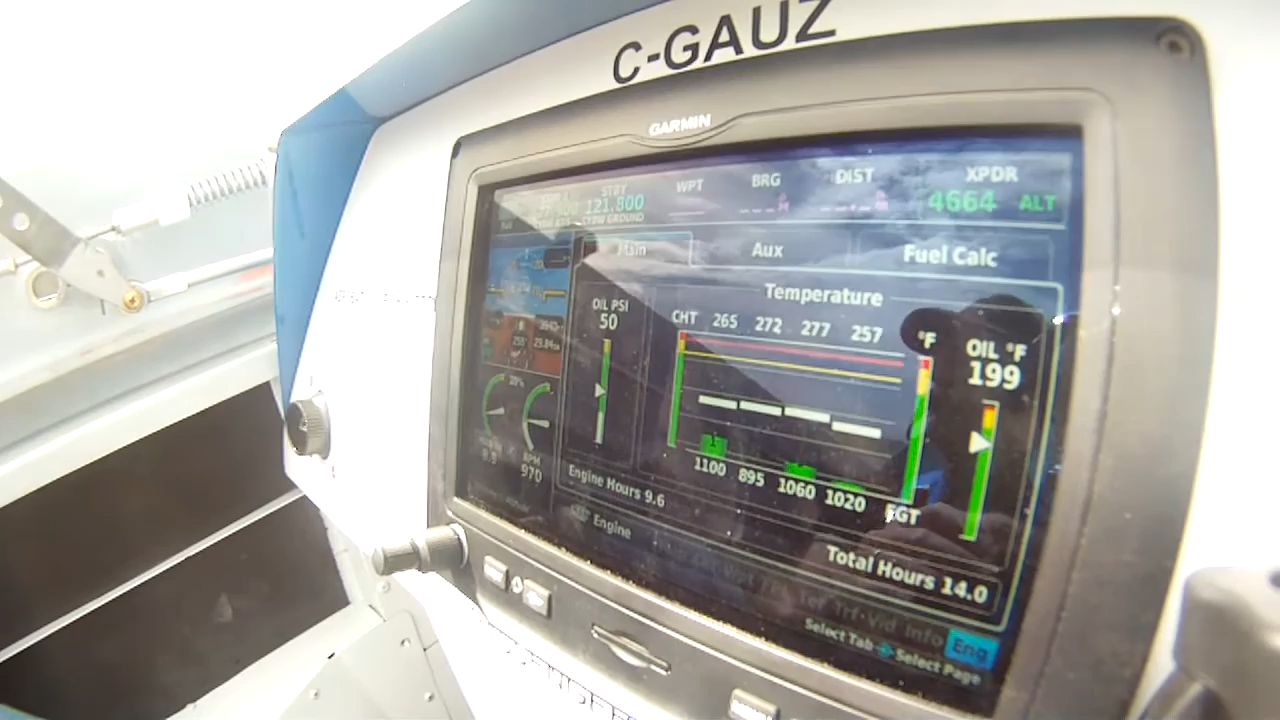 C-GAUZ
GARMIN
STBY WPT BRG DIST XPDR
121.800 4664 ALT
GROUND
Main Aux Fuel Calc
Temperature
OIL PSI
50
CHT 265 272 277 257 °F
OIL °F
199
1100 895 1060 1020 EGT
RPM
970
Engine Hours 9.6
Total Hours 14.0
Engine
Info Eng
Select Tab Select Page